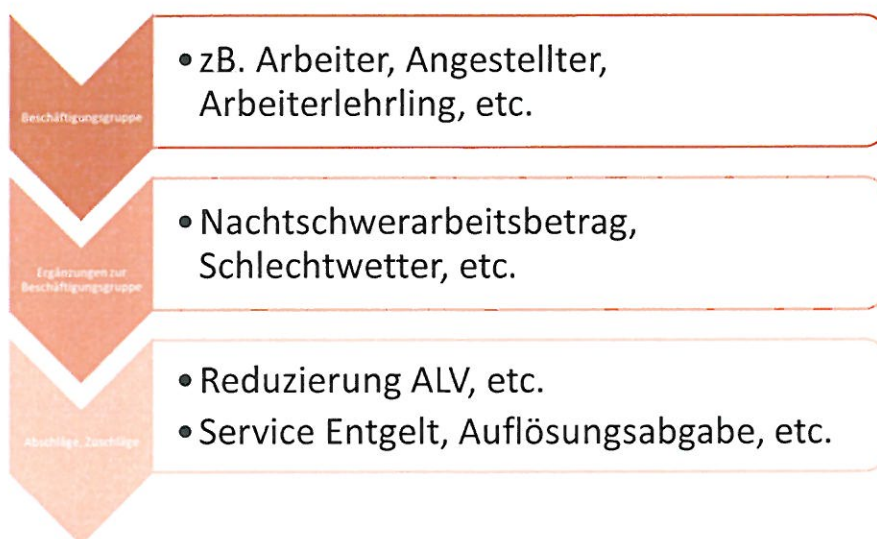 Beschäftigungsgruppe
• zB. Arbeiter, Angestellter,
Arbeiterlehrling, etc.
Ergänzungen zur
Beschäftigungsgruppe
• Nachtschwerarbeitsbetrag,
Schlechtwetter, etc.
Abschläge, Zuschläge
• Reduzierung ALV, etc.
• Service Entgelt, Auflösungsabgabe, etc.